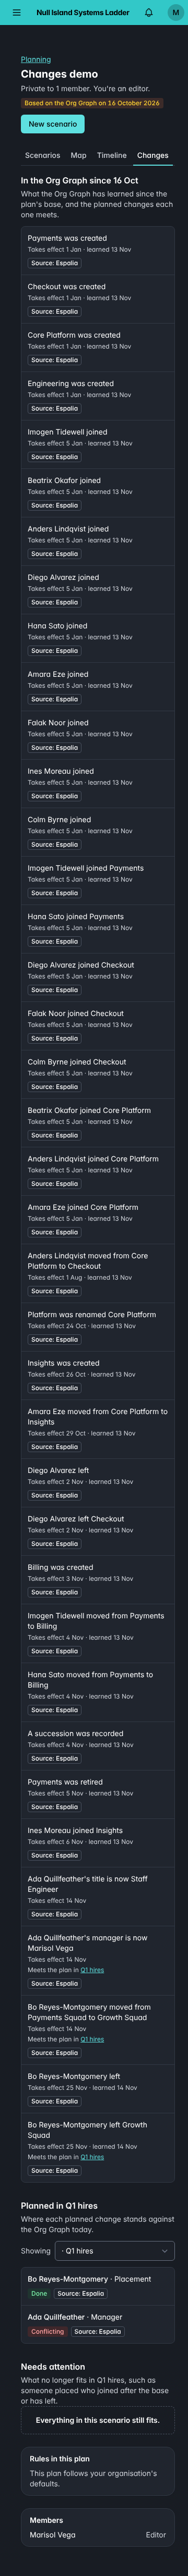 Null Island Systems Ladder
M
Planning
Changes demo
Private to 1 member. You're an editor.
Based on the Org Graph on 16 October 2026
New scenario
Scenarios Map Timeline Changes
In the Org Graph since 16 Oct
What the Org Graph has learned since the
plan's base, and the planned changes each
one meets.
Payments was created
Takes effect 1 Jan · learned 13 Nov
Source: Espalia
Checkout was created
Takes effect 1 Jan · learned 13 Nov
Source: Espalia
Core Platform was created
Takes effect 1 Jan · learned 13 Nov
Source: Espalia
Engineering was created
Takes effect 1 Jan · learned 13 Nov
Source: Espalia
Imogen Tidewell joined
Takes effect 5 Jan · learned 13 Nov
Source: Espalia
Beatrix Okafor joined
Takes effect 5 Jan · learned 13 Nov
Source: Espalia
Anders Lindqvist joined
Takes effect 5 Jan · learned 13 Nov
Source: Espalia
Diego Alvarez joined
Takes effect 5 Jan · learned 13 Nov
Source: Espalia
Hana Sato joined
Takes effect 5 Jan · learned 13 Nov
Source: Espalia
Amara Eze joined
Takes effect 5 Jan · learned 13 Nov
Source: Espalia
Falak Noor joined
Takes effect 5 Jan · learned 13 Nov
Source: Espalia
Ines Moreau joined
Takes effect 5 Jan · learned 13 Nov
Source: Espalia
Colm Byrne joined
Takes effect 5 Jan · learned 13 Nov
Source: Espalia
Imogen Tidewell joined Payments
Takes effect 5 Jan · learned 13 Nov
Source: Espalia
Hana Sato joined Payments
Takes effect 5 Jan · learned 13 Nov
Source: Espalia
Diego Alvarez joined Checkout
Takes effect 5 Jan · learned 13 Nov
Source: Espalia
Falak Noor joined Checkout
Takes effect 5 Jan · learned 13 Nov
Source: Espalia
Colm Byrne joined Checkout
Takes effect 5 Jan · learned 13 Nov
Source: Espalia
Beatrix Okafor joined Core Platform
Takes effect 5 Jan · learned 13 Nov
Source: Espalia
Anders Lindqvist joined Core Platform
Takes effect 5 Jan · learned 13 Nov
Source: Espalia
Amara Eze joined Core Platform
Takes effect 5 Jan · learned 13 Nov
Source: Espalia
Anders Lindqvist moved from Core
Platform to Checkout
Takes effect 1 Aug · learned 13 Nov
Source: Espalia
Platform was renamed Core Platform
Takes effect 24 Oct · learned 13 Nov
Source: Espalia
Insights was created
Takes effect 26 Oct · learned 13 Nov
Source: Espalia
Amara Eze moved from Core Platform to
Insights
Takes effect 29 Oct · learned 13 Nov
Source: Espalia
Diego Alvarez left
Takes effect 2 Nov · learned 13 Nov
Source: Espalia
Diego Alvarez left Checkout
Takes effect 2 Nov · learned 13 Nov
Source: Espalia
Billing was created
Takes effect 3 Nov · learned 13 Nov
Source: Espalia
Imogen Tidewell moved from Payments
to Billing
Takes effect 4 Nov · learned 13 Nov
Source: Espalia
Hana Sato moved from Payments to
Billing
Takes effect 4 Nov · learned 13 Nov
Source: Espalia
A succession was recorded
Takes effect 4 Nov · learned 13 Nov
Source: Espalia
Payments was retired
Takes effect 5 Nov · learned 13 Nov
Source: Espalia
Ines Moreau joined Insights
Takes effect 6 Nov · learned 13 Nov
Source: Espalia
Ada Quillfeather's title is now Staff
Engineer
Takes effect 14 Nov
Source: Espalia
Ada Quillfeather's manager is now
Marisol Vega
Takes effect 14 Nov
Meets the plan in Q1 hires
Source: Espalia
Bo Reyes-Montgomery moved from
Payments Squad to Growth Squad
Takes effect 14 Nov
Meets the plan in Q1 hires
Source: Espalia
Bo Reyes-Montgomery left
Takes effect 25 Nov · learned 14 Nov
Source: Espalia
Bo Reyes-Montgomery left Growth
Squad
Takes effect 25 Nov · learned 14 Nov
Meets the plan in Q1 hires
Source: Espalia
Planned in Q1 hires
Where each planned change stands against
the Org Graph today.
Showing · Q1 hires
Bo Reyes-Montgomery · Placement
Done Source: Espalia
Ada Quillfeather · Manager
Conflicting Source: Espalia
Needs attention
What no longer fits in Q1 hires, such as
someone placed who joined after the base
or has left.
Everything in this scenario still fits.
Rules in this plan
This plan follows your organisation's
defaults.
Members
Marisol Vega Editor